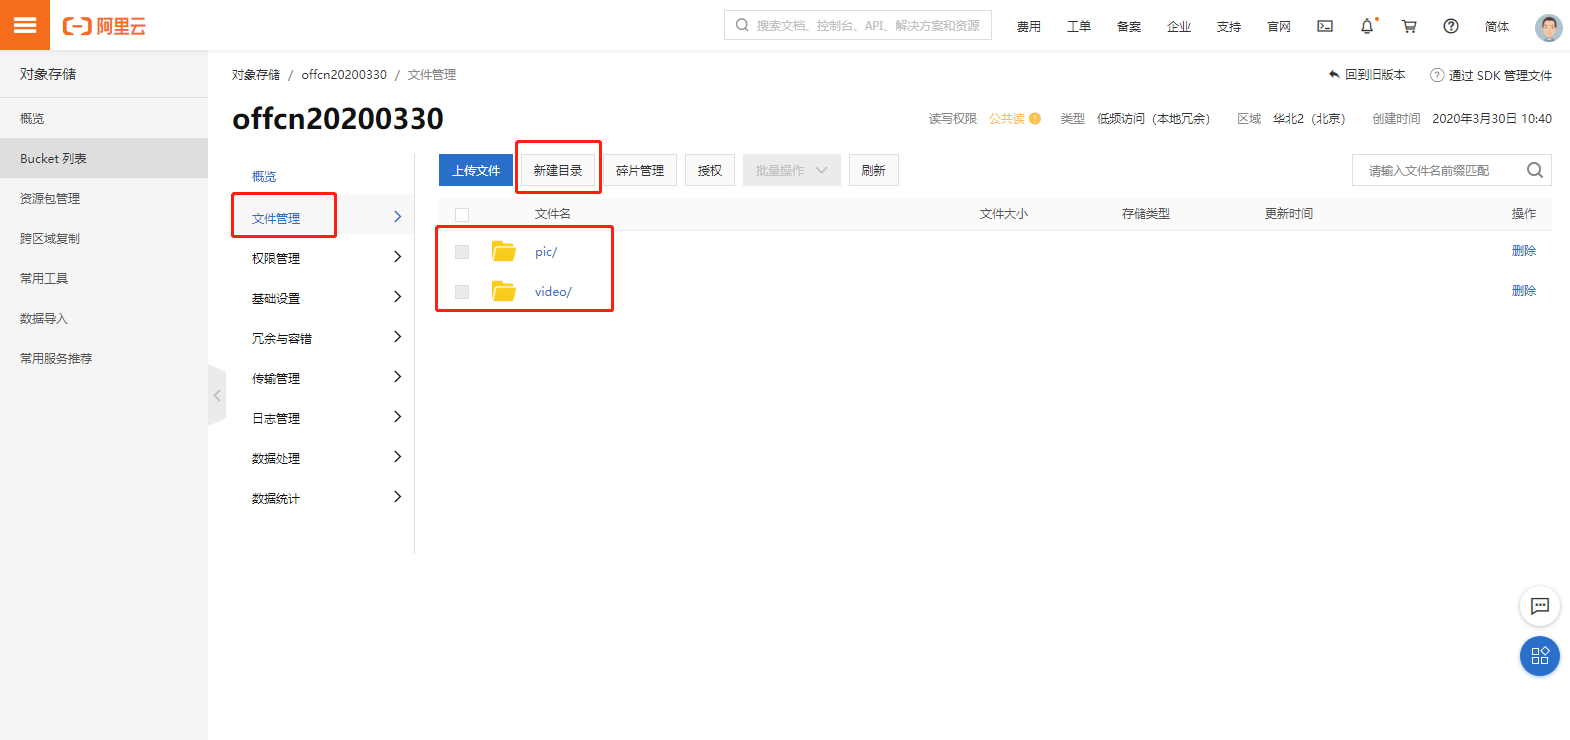 阿里云
搜索文档、控制台、API、解决方案和资源
费用 工单 备案 企业 支持 官网 简体
对象存储
概览
Bucket 列表
资源包管理
跨区域复制
常用工具
数据导入
常用服务推荐
对象存储 / offcn20200330 / 文件管理
回到旧版本 通过 SDK 管理文件
offcn20200330
读写权限 公共读 类型 低频访问（本地冗余） 区域 华北2（北京） 创建时间 2020年3月30日 10:40
概览
文件管理
权限管理
基础设置
冗余与容错
传输管理
日志管理
数据处理
数据统计
上传文件 新建目录 碎片管理 授权 批量操作 刷新 请输入文件名前缀匹配
文件名 文件大小 存储类型 更新时间 操作
pic/ 删除
video/ 删除